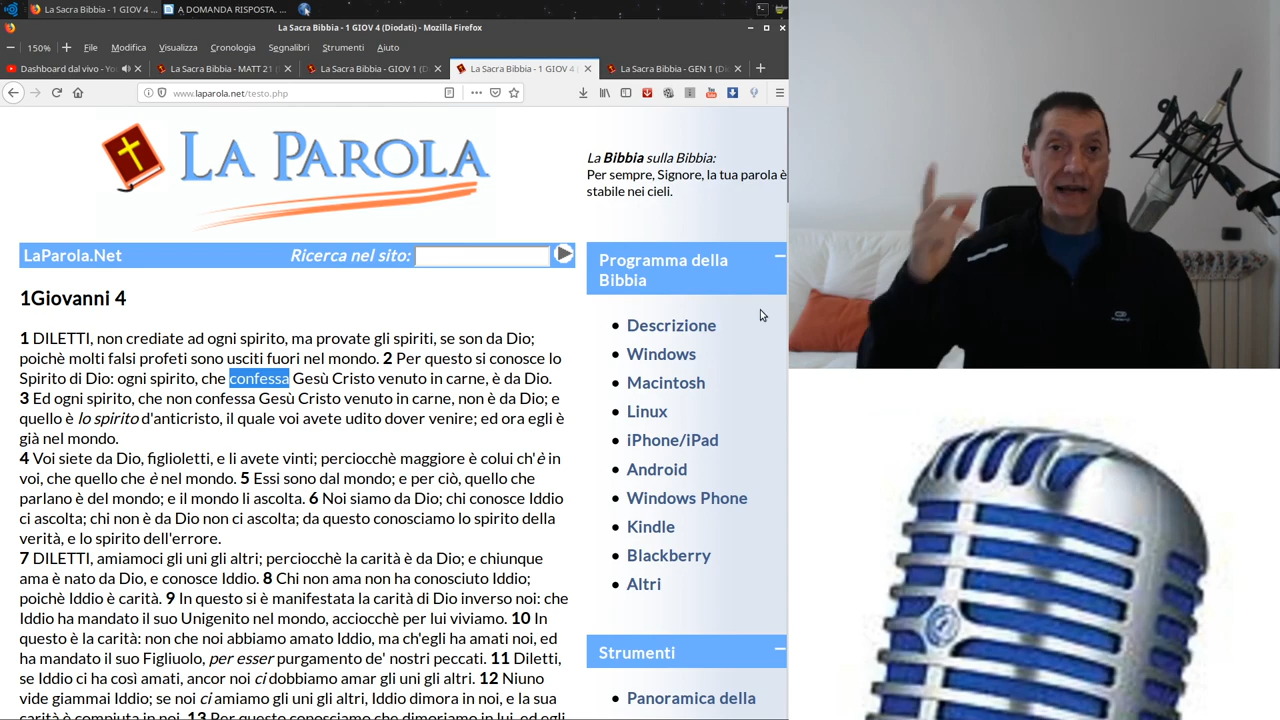 La Sacra Bibbia - 1 GIOV 4 ...
A DOMANDA RISPOSTA. ...
La Sacra Bibbia - 1 GIOV 4 (Diodati) - Mozilla Firefox
150% File Modifica Visualizza Cronologia Segnalibri Strumenti Aiuto
Dashboard dal vivo - Yo
La Sacra Bibbia - MATT 21 (
La Sacra Bibbia - GIOV 1 (D
La Sacra Bibbia - 1 GIOV 4 (
La Sacra Bibbia - GEN 1 (Di
www.laparola.net/testo.php
LA PAROLA
La Bibbia sulla Bibbia:
Per sempre, Signore, la tua parola è
stabile nei cieli.
LaParola.Net
Ricerca nel sito:
1Giovanni 4
1 DILETTI, non crediate ad ogni spirito, ma provate gli spiriti, se son da Dio;
poichè molti falsi profeti sono usciti fuori nel mondo. 2 Per questo si conosce lo
Spirito di Dio: ogni spirito, che confessa Gesù Cristo venuto in carne, è da Dio.
3 Ed ogni spirito, che non confessa Gesù Cristo venuto in carne, non è da Dio; e
quello è lo spirito d'anticristo, il quale voi avete udito dover venire; ed ora egli è
già nel mondo.
4 Voi siete da Dio, figlioletti, e li avete vinti; perciocchè maggiore è colui ch'è in
voi, che quello che è nel mondo. 5 Essi sono dal mondo; e per ciò, quello che
parlano è del mondo; e il mondo li ascolta. 6 Noi siamo da Dio; chi conosce Iddio
ci ascolta; chi non è da Dio non ci ascolta; da questo conosciamo lo spirito della
verità, e lo spirito dell'errore.
7 DILETTI, amiamoci gli uni gli altri; perciocchè la carità è da Dio; e chiunque
ama è nato da Dio, e conosce Iddio. 8 Chi non ama non ha conosciuto Iddio;
poichè Iddio è carità. 9 In questo si è manifestata la carità di Dio inverso noi: che
Iddio ha mandato il suo Unigenito nel mondo, acciocchè per lui viviamo. 10 In
questo è la carità: non che noi abbiamo amato Iddio, ma ch'egli ha amati noi, ed
ha mandato il suo Figliuolo, per esser purgamento de' nostri peccati. 11 Diletti,
se Iddio ci ha così amati, ancor noi ci dobbiamo amar gli uni gli altri. 12 Niuno
vide giammai Iddio; se noi ci amiamo gli uni gli altri, Iddio dimora in noi, e la sua
carità è compiuta in noi. 13 Per questo conosciamo che dimoriamo in lui, ed egli
Programma della
Bibbia
Descrizione
Windows
Macintosh
Linux
iPhone/iPad
Android
Windows Phone
Kindle
Blackberry
Altri
Strumenti
Panoramica della